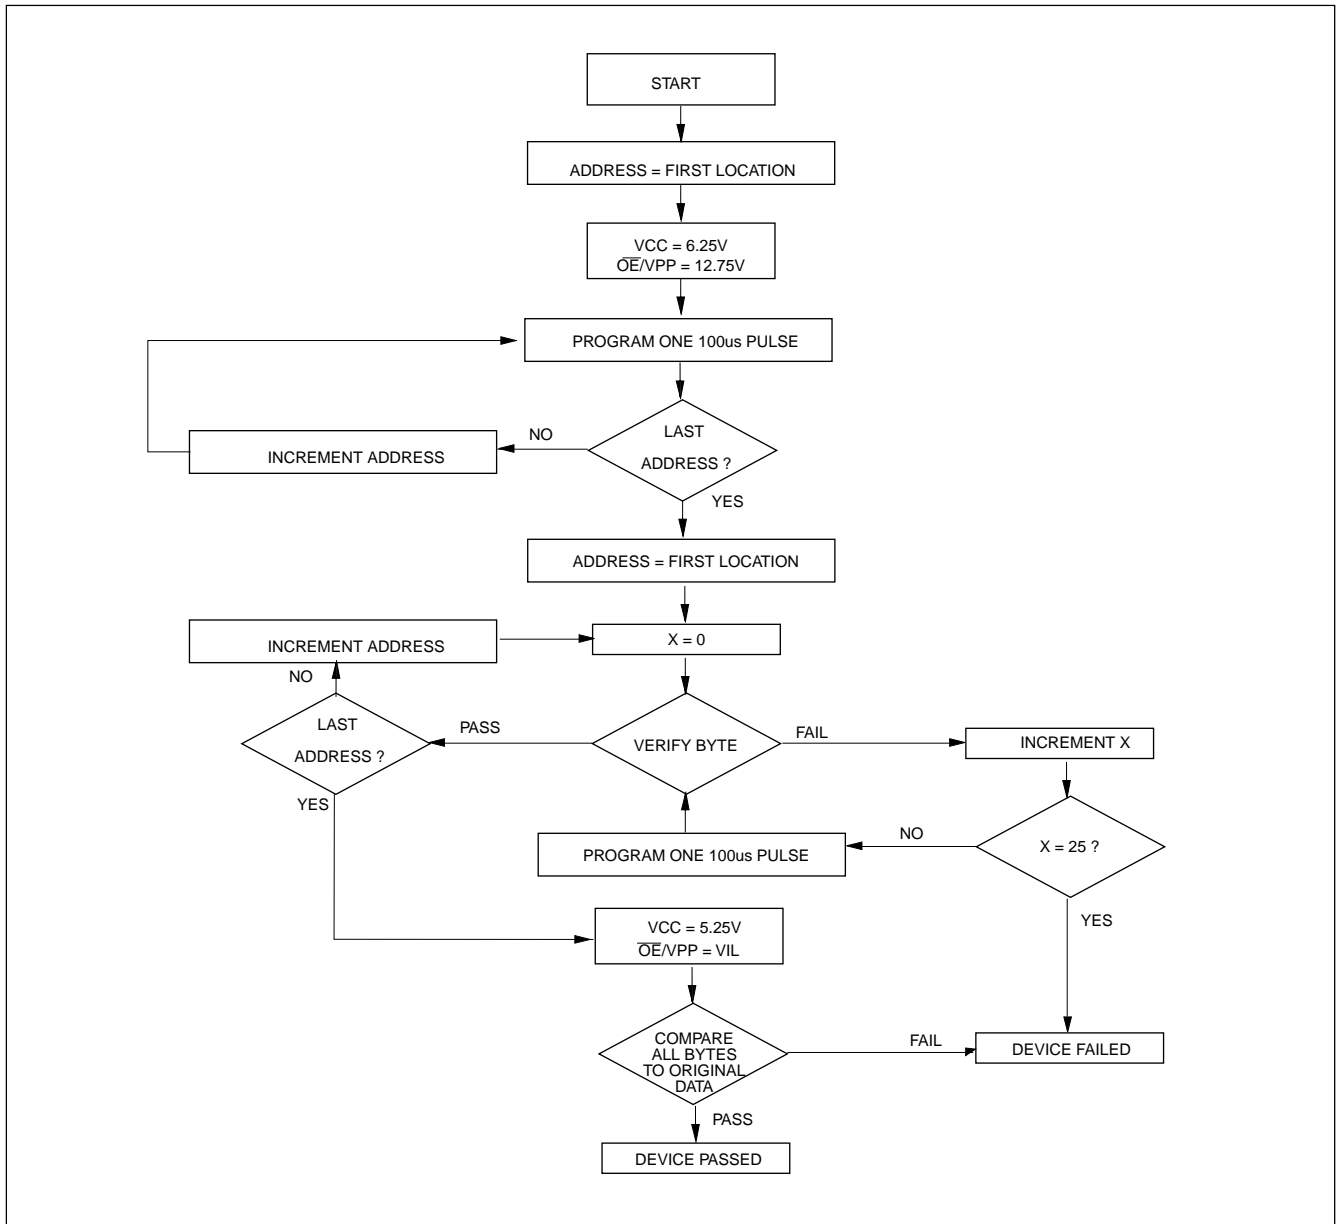 START
ADDRESS = FIRST LOCATION
VCC = 6.25V
O̅E̅/VPP = 12.75V
PROGRAM ONE 100us PULSE
LAST
ADDRESS ?
NO
INCREMENT ADDRESS
YES
ADDRESS = FIRST LOCATION
INCREMENT ADDRESS
X = 0
NO
LAST
ADDRESS ?
PASS
VERIFY BYTE
FAIL
INCREMENT X
YES
PROGRAM ONE 100us PULSE
NO
X = 25 ?
YES
VCC = 5.25V
O̅E̅/VPP = VIL
COMPARE
ALL BYTES
TO ORIGINAL
DATA
FAIL
DEVICE FAILED
PASS
DEVICE PASSED